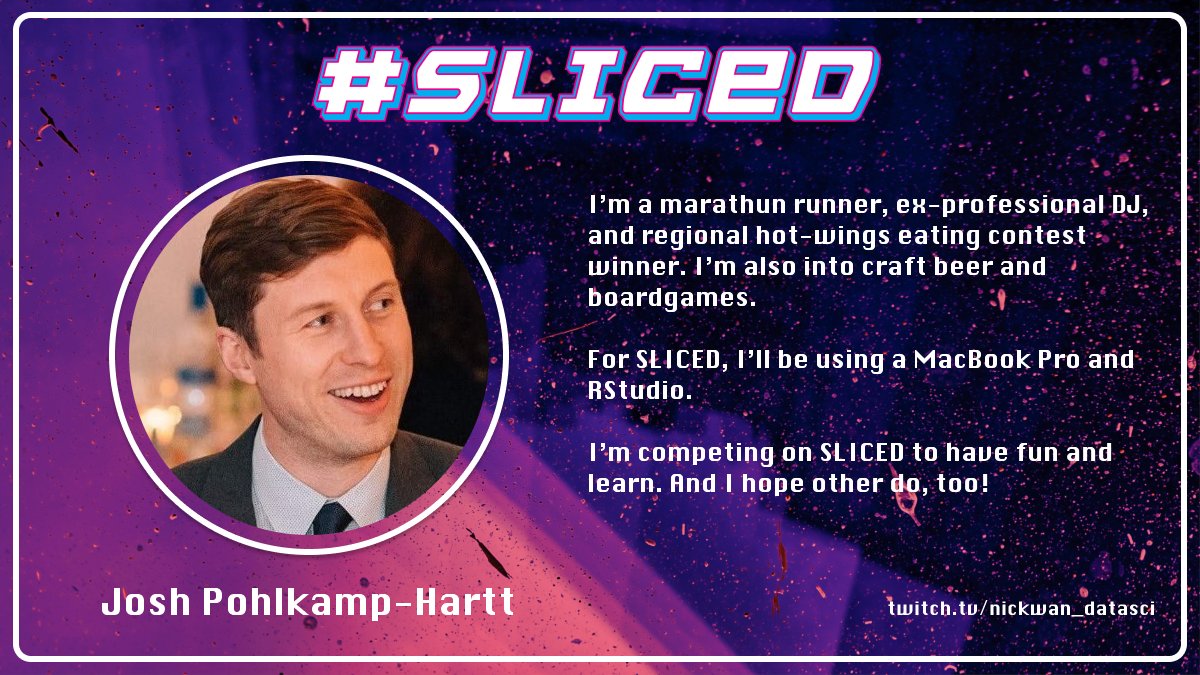 #SLICED
I'm a marathun runner, ex-professional DJ,
and regional hot-wings eating contest
winner. I'm also into craft beer and
boardgames.
For SLICED, I'll be using a MacBook Pro and
RStudio.
I'm competing on SLICED to have fun and
learn. And I hope other do, too!
Josh Pohlkamp-Hartt
twitch.tv/nickwan_datasci